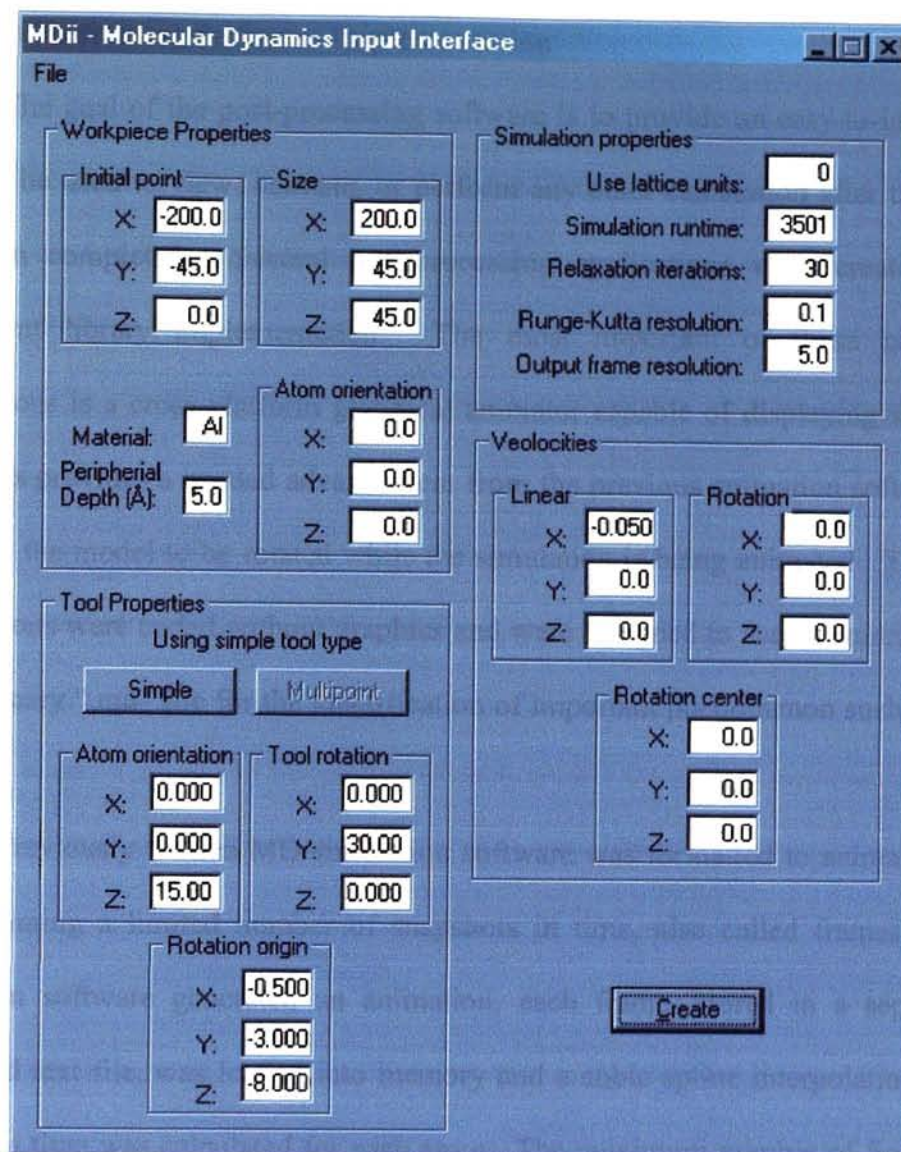 MDii - Molecular Dynamics Input Interface
File
Workpiece Properties
Initial point
X: -200.0
Y: -45.0
Z: 0.0
Size
X: 200.0
Y: 45.0
Z: 45.0
Material: Al
Peripherial
Depth (Å): 5.0
Atom orientation
X: 0.0
Y: 0.0
Z: 0.0
Simulation properties
Use lattice units: 0
Simulation runtime: 3501
Relaxation iterations: 30
Runge-Kutta resolution: 0.1
Output frame resolution: 5.0
Veolocities
Linear
X: -0.050
Y: 0.0
Z: 0.0
Rotation
X: 0.0
Y: 0.0
Z: 0.0
Rotation center
X: 0.0
Y: 0.0
Z: 0.0
Tool Properties
Using simple tool type
Simple
Multipoint
Atom orientation
X: 0.000
Y: 0.000
Z: 15.00
Tool rotation
X: 0.000
Y: 30.00
Z: 0.000
Rotation origin
X: -0.500
Y: -3.000
Z: -8.000
Create